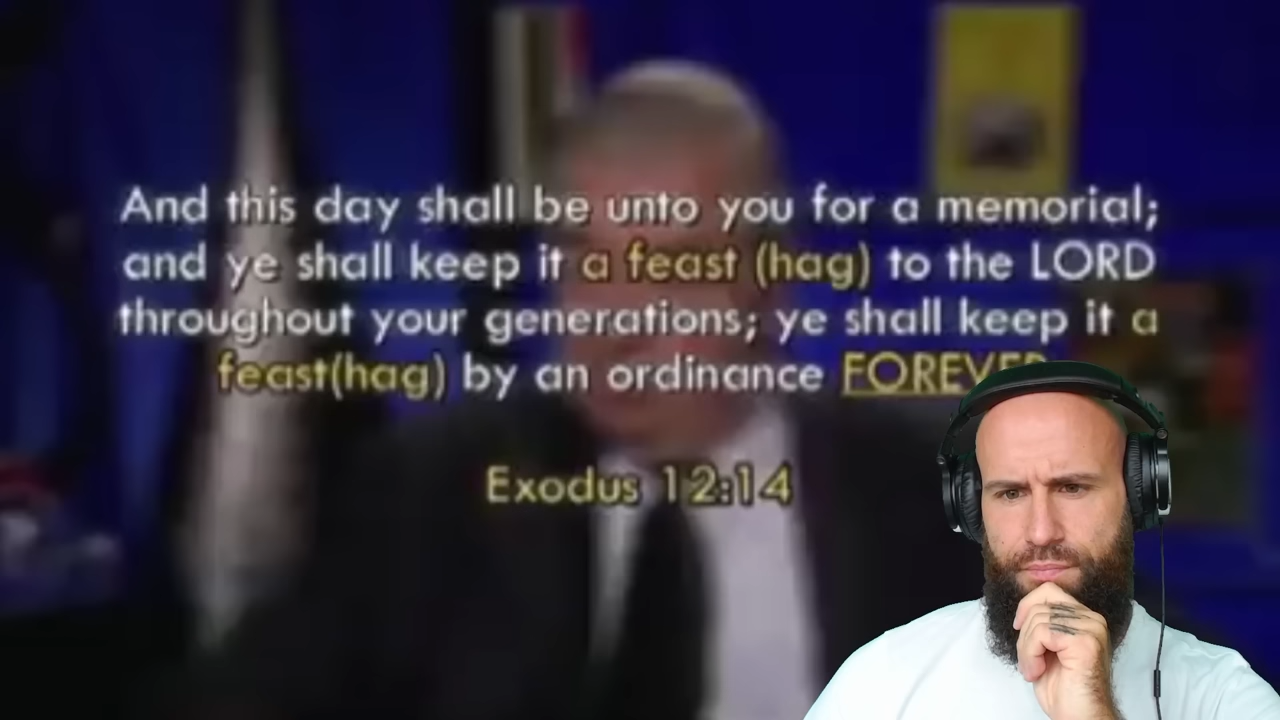 And this day shall be unto you for a memorial;
and ye shall keep it a feast (hag) to the LORD
throughout your generations; ye shall keep it a
feast(hag) by an ordinance FOREVER
Exodus 12:14